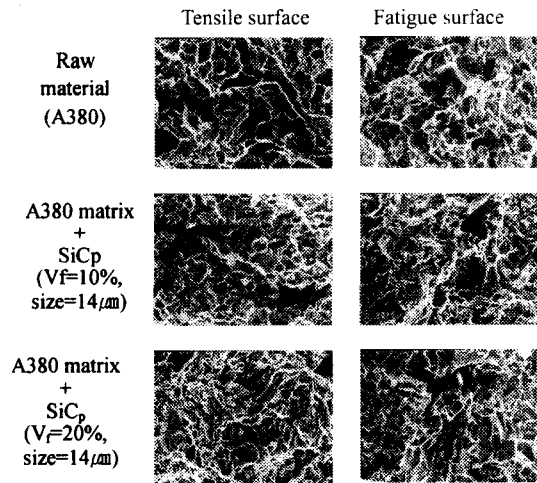 Tensile surface
Fatigue surface
Raw
material
(A380)
A380 matrix
+
SiCp
(Vf=10%,
size=14㎛)
A380 matrix
+
SiCₚ
(V_f=20%,
size=14㎛)